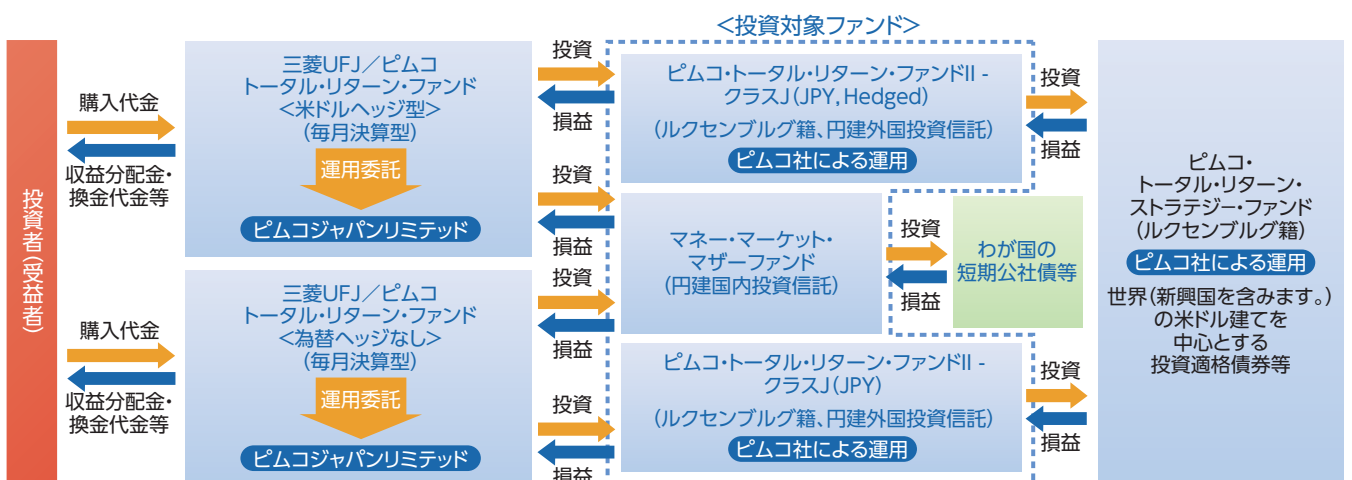 ＜投資対象ファンド＞
投資者（受益者）
購入代金
収益分配金・
換金代金等
三菱UFJ／ピムコ
トータル・リターン・ファンド
＜米ドルヘッジ型＞
（毎月決算型）
運用委託
ピムコジャパンリミテッド
投資
損益
投資
損益
ピムコ・トータル・リターン・ファンドII -
クラスJ（JPY,Hedged）
（ルクセンブルグ籍、円建外国投資信託）
ピムコ社による運用
投資
損益
マネー・マーケット・
マザーファンド
（円建国内投資信託）
投資
損益
わが国の
短期公社債等
購入代金
収益分配金・
換金代金等
三菱UFJ／ピムコ
トータル・リターン・ファンド
＜為替ヘッジなし＞
（毎月決算型）
運用委託
ピムコジャパンリミテッド
投資
損益
投資
損益
ピムコ・トータル・リターン・ファンドII -
クラスJ（JPY）
（ルクセンブルグ籍、円建外国投資信託）
ピムコ社による運用
投資
損益
ピムコ・
トータル・リターン・
ストラテジー・ファンド
（ルクセンブルグ籍）
ピムコ社による運用
世界（新興国を含みます。）
の米ドル建てを
中心とする
投資適格債券等